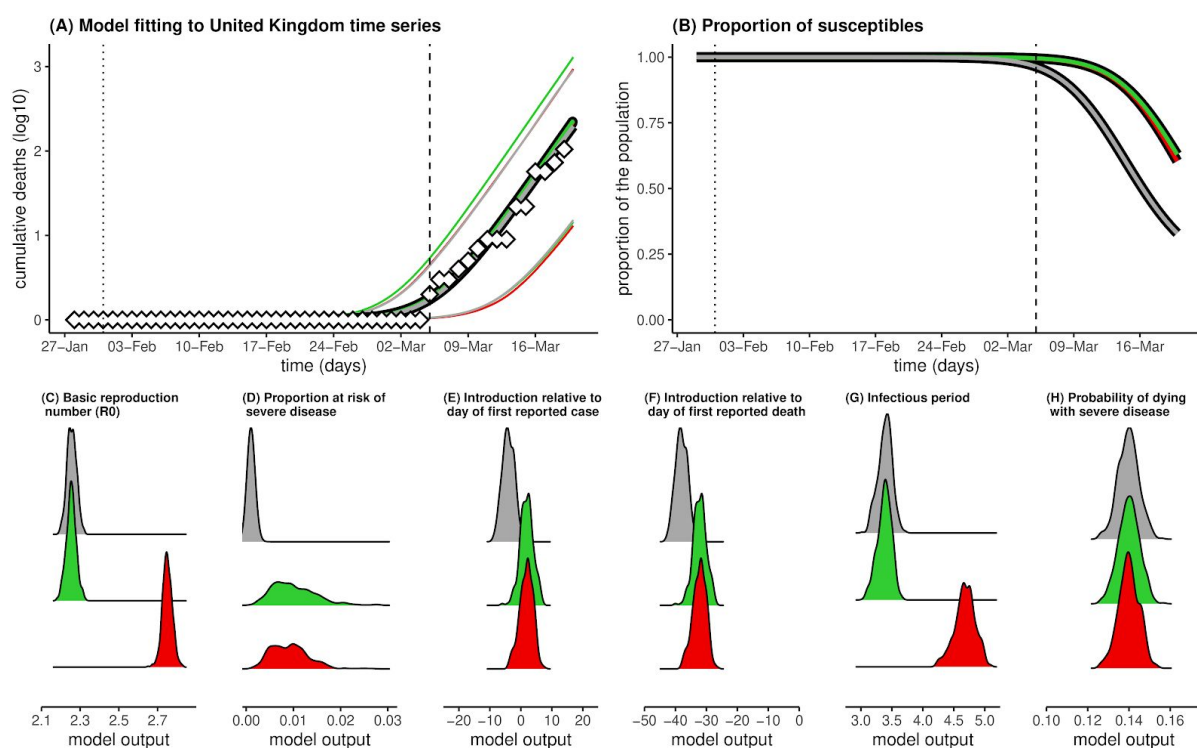 (A) Model fitting to United Kingdom time series
cumulative deaths (log10)
3
2
1
0
27–Jan 03–Feb 10–Feb 17–Feb 24–Feb 02–Mar 09–Mar 16–Mar
time (days)
(B) Proportion of susceptibles
proportion of the population
1.00
0.75
0.50
0.25
0.00
27–Jan 03–Feb 10–Feb 17–Feb 24–Feb 02–Mar 09–Mar 16–Mar
time (days)
(C) Basic reproduction
number (R0)
2.1 2.3 2.5 2.7
model output
(D) Proportion at risk of
severe disease
0.00 0.01 0.02 0.03
model output
(E) Introduction relative to
day of first reported case
−20 −10 0 10 20
model output
(F) Introduction relative to
day of first reported death
−50 −40 −30 −20 −10 0
model output
(G) Infectious period
3.0 3.5 4.0 4.5 5.0
model output
(H) Probability of dying
with severe disease
0.10 0.12 0.14 0.16
model output